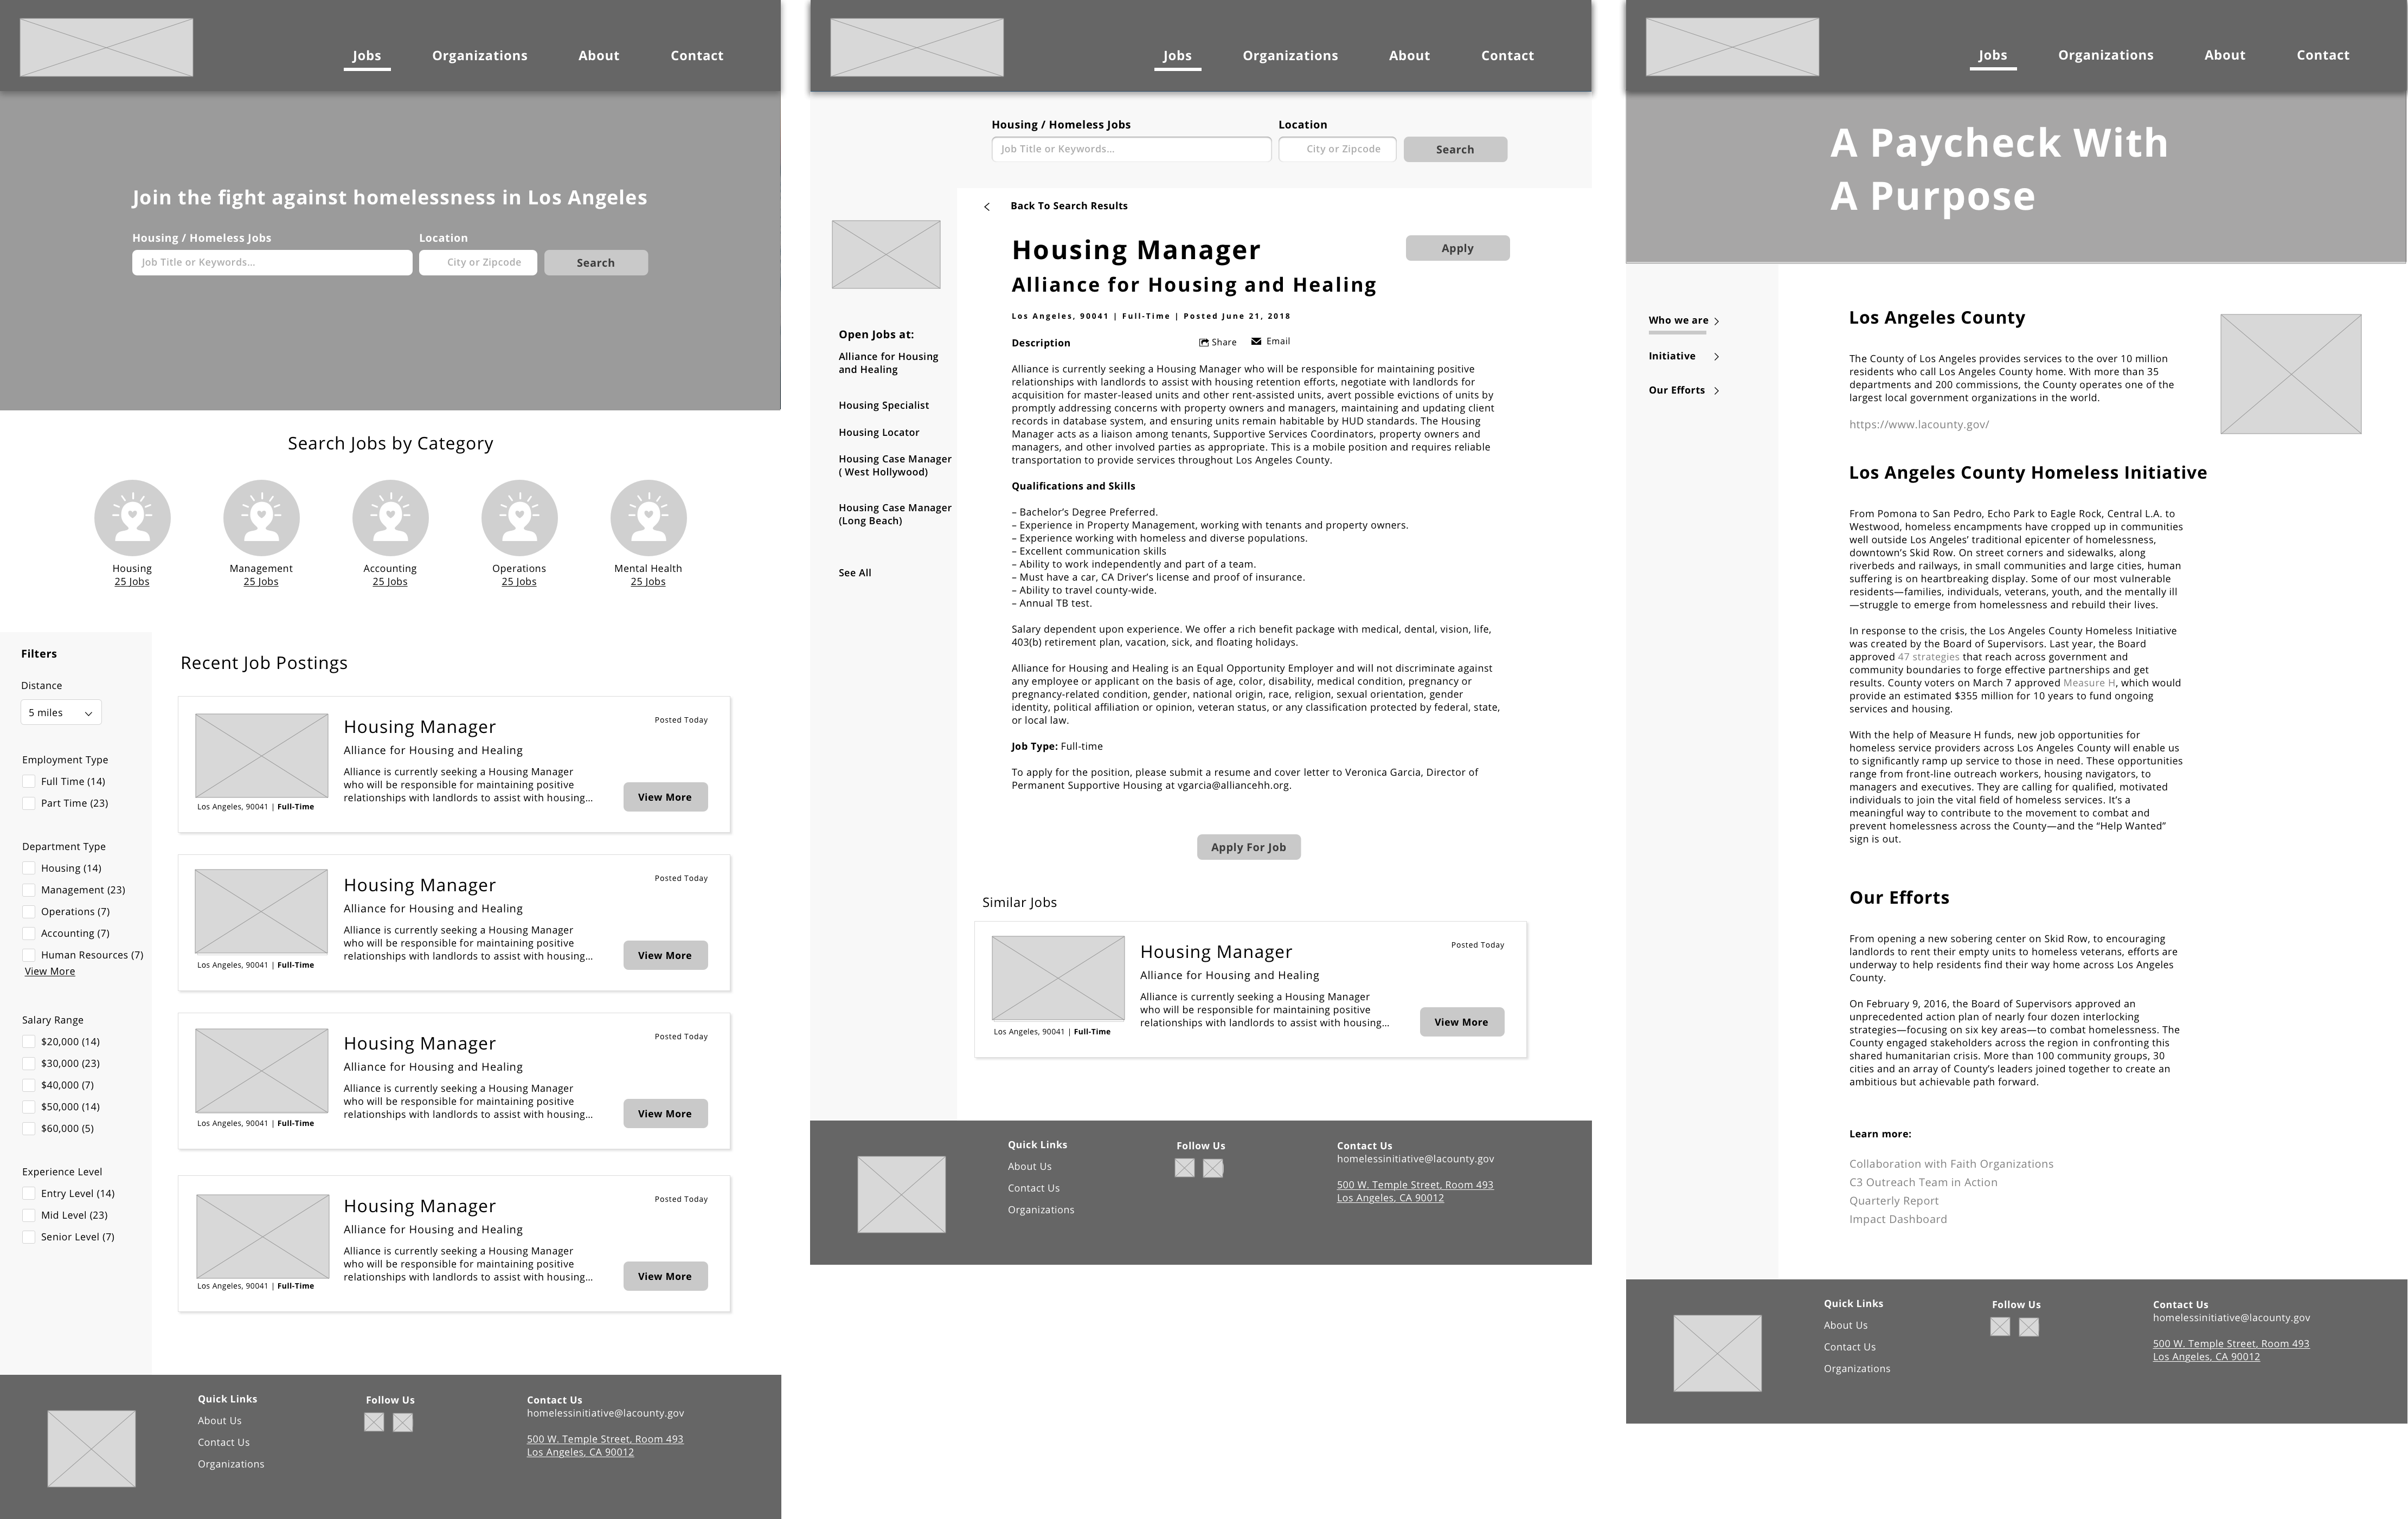 Jobs
Organizations
About
Contact
Join the fight against homelessness in Los Angeles
Housing / Homeless Jobs
Location
Job Title or Keywords...
City or Zipcode
Search
Search Jobs by Category
Housing
25 Jobs
Management
25 Jobs
Accounting
25 Jobs
Operations
25 Jobs
Mental Health
25 Jobs
Filters
Distance
5 miles
Employment Type
Full Time (14)
Part Time (23)
Department Type
Housing (14)
Management (23)
Operations (7)
Accounting (7)
Human Resources (7)
View More
Salary Range
$20,000 (14)
$30,000 (23)
$40,000 (7)
$50,000 (14)
$60,000 (5)
Experience Level
Entry Level (14)
Mid Level (23)
Senior Level (7)
Recent Job Postings
Housing Manager
Posted Today
Alliance for Housing and Healing
Alliance is currently seeking a Housing Manager
who will be responsible for maintaining positive
relationships with landlords to assist with housing...
View More
Los Angeles, 90041 | Full-Time
Housing Manager
Posted Today
Alliance for Housing and Healing
Alliance is currently seeking a Housing Manager
who will be responsible for maintaining positive
relationships with landlords to assist with housing...
View More
Los Angeles, 90041 | Full-Time
Housing Manager
Posted Today
Alliance for Housing and Healing
Alliance is currently seeking a Housing Manager
who will be responsible for maintaining positive
relationships with landlords to assist with housing...
View More
Los Angeles, 90041 | Full-Time
Housing Manager
Posted Today
Alliance for Housing and Healing
Alliance is currently seeking a Housing Manager
who will be responsible for maintaining positive
relationships with landlords to assist with housing...
View More
Los Angeles, 90041 | Full-Time
Quick Links
About Us
Contact Us
Organizations
Follow Us
Contact Us
homelessinitiative@lacounty.gov
500 W. Temple Street, Room 493
Los Angeles, CA 90012
Jobs
Organizations
About
Contact
Housing / Homeless Jobs
Location
Job Title or Keywords...
City or Zipcode
Search
Back To Search Results
Open Jobs at:
Alliance for Housing
and Healing
Housing Specialist
Housing Locator
Housing Case Manager
( West Hollywood)
Housing Case Manager
(Long Beach)
See All
Housing Manager
Apply
Alliance for Housing and Healing
Los Angeles, 90041 | Full-Time | Posted June 21, 2018
Description
Share
Email
Alliance is currently seeking a Housing Manager who will be responsible for maintaining positive
relationships with landlords to assist with housing retention efforts, negotiate with landlords for
acquisition for master-leased units and other rent-assisted units, avert possible evictions of units by
promptly addressing concerns with property owners and managers, maintaining and updating client
records in database system, and ensuring units remain habitable by HUD standards. The Housing
Manager acts as a liaison among tenants, Supportive Services Coordinators, property owners and
managers, and other involved parties as appropriate. This is a mobile position and requires reliable
transportation to provide services throughout Los Angeles County.
Qualifications and Skills
– Bachelor's Degree Preferred.
– Experience in Property Management, working with tenants and property owners.
– Experience working with homeless and diverse populations.
– Excellent communication skills
– Ability to work independently and part of a team.
– Must have a car, CA Driver's license and proof of insurance.
– Ability to travel county-wide.
– Annual TB test.
Salary dependent upon experience. We offer a rich benefit package with medical, dental, vision, life,
403(b) retirement plan, vacation, sick, and floating holidays.
Alliance for Housing and Healing is an Equal Opportunity Employer and will not discriminate against
any employee or applicant on the basis of age, color, disability, medical condition, pregnancy or
pregnancy-related condition, gender, national origin, race, religion, sexual orientation, gender
identity, political affiliation or opinion, veteran status, or any classification protected by federal, state,
or local law.
Job Type: Full-time
To apply for the position, please submit a resume and cover letter to Veronica Garcia, Director of
Permanent Supportive Housing at vgarcia@alliancehh.org.
Apply For Job
Similar Jobs
Housing Manager
Posted Today
Alliance for Housing and Healing
Alliance is currently seeking a Housing Manager
who will be responsible for maintaining positive
relationships with landlords to assist with housing...
View More
Los Angeles, 90041 | Full-Time
Quick Links
About Us
Contact Us
Organizations
Follow Us
Contact Us
homelessinitiative@lacounty.gov
500 W. Temple Street, Room 493
Los Angeles, CA 90012
Jobs
Organizations
About
Contact
A Paycheck With
A Purpose
Who we are
Initiative
Our Efforts
Los Angeles County
The County of Los Angeles provides services to the over 10 million
residents who call Los Angeles County home. With more than 35
departments and 200 commissions, the County operates one of the
largest local government organizations in the world.
https://www.lacounty.gov/
Los Angeles County Homeless Initiative
From Pomona to San Pedro, Echo Park to Eagle Rock, Central L.A. to
Westwood, homeless encampments have cropped up in communities
well outside Los Angeles' traditional epicenter of homelessness,
downtown's Skid Row. On street corners and sidewalks, along
riverbeds and railways, in small communities and large cities, human
suffering is on heartbreaking display. Some of our most vulnerable
residents—families, individuals, veterans, youth, and the mentally ill
—struggle to emerge from homelessness and rebuild their lives.
In response to the crisis, the Los Angeles County Homeless Initiative
was created by the Board of Supervisors. Last year, the Board
approved 47 strategies that reach across government and
community boundaries to forge effective partnerships and get
results. County voters on March 7 approved Measure H, which would
provide an estimated $355 million for 10 years to fund ongoing
services and housing.
With the help of Measure H funds, new job opportunities for
homeless service providers across Los Angeles County will enable us
to significantly ramp up service to those in need. These opportunities
range from front-line outreach workers, housing navigators, to
managers and executives. They are calling for qualified, motivated
individuals to join the vital field of homeless services. It's a
meaningful way to contribute to the movement to combat and
prevent homelessness across the County—and the “Help Wanted”
sign is out.
Our Efforts
From opening a new sobering center on Skid Row, to encouraging
landlords to rent their empty units to homeless veterans, efforts are
underway to help residents find their way home across Los Angeles
County.
On February 9, 2016, the Board of Supervisors approved an
unprecedented action plan of nearly four dozen interlocking
strategies—focusing on six key areas—to combat homelessness. The
County engaged stakeholders across the region in confronting this
shared humanitarian crisis. More than 100 community groups, 30
cities and an array of County's leaders joined together to create an
ambitious but achievable path forward.
Learn more:
Collaboration with Faith Organizations
C3 Outreach Team in Action
Quarterly Report
Impact Dashboard
Quick Links
About Us
Contact Us
Organizations
Follow Us
Contact Us
homelessinitiative@lacounty.gov
500 W. Temple Street, Room 493
Los Angeles, CA 90012